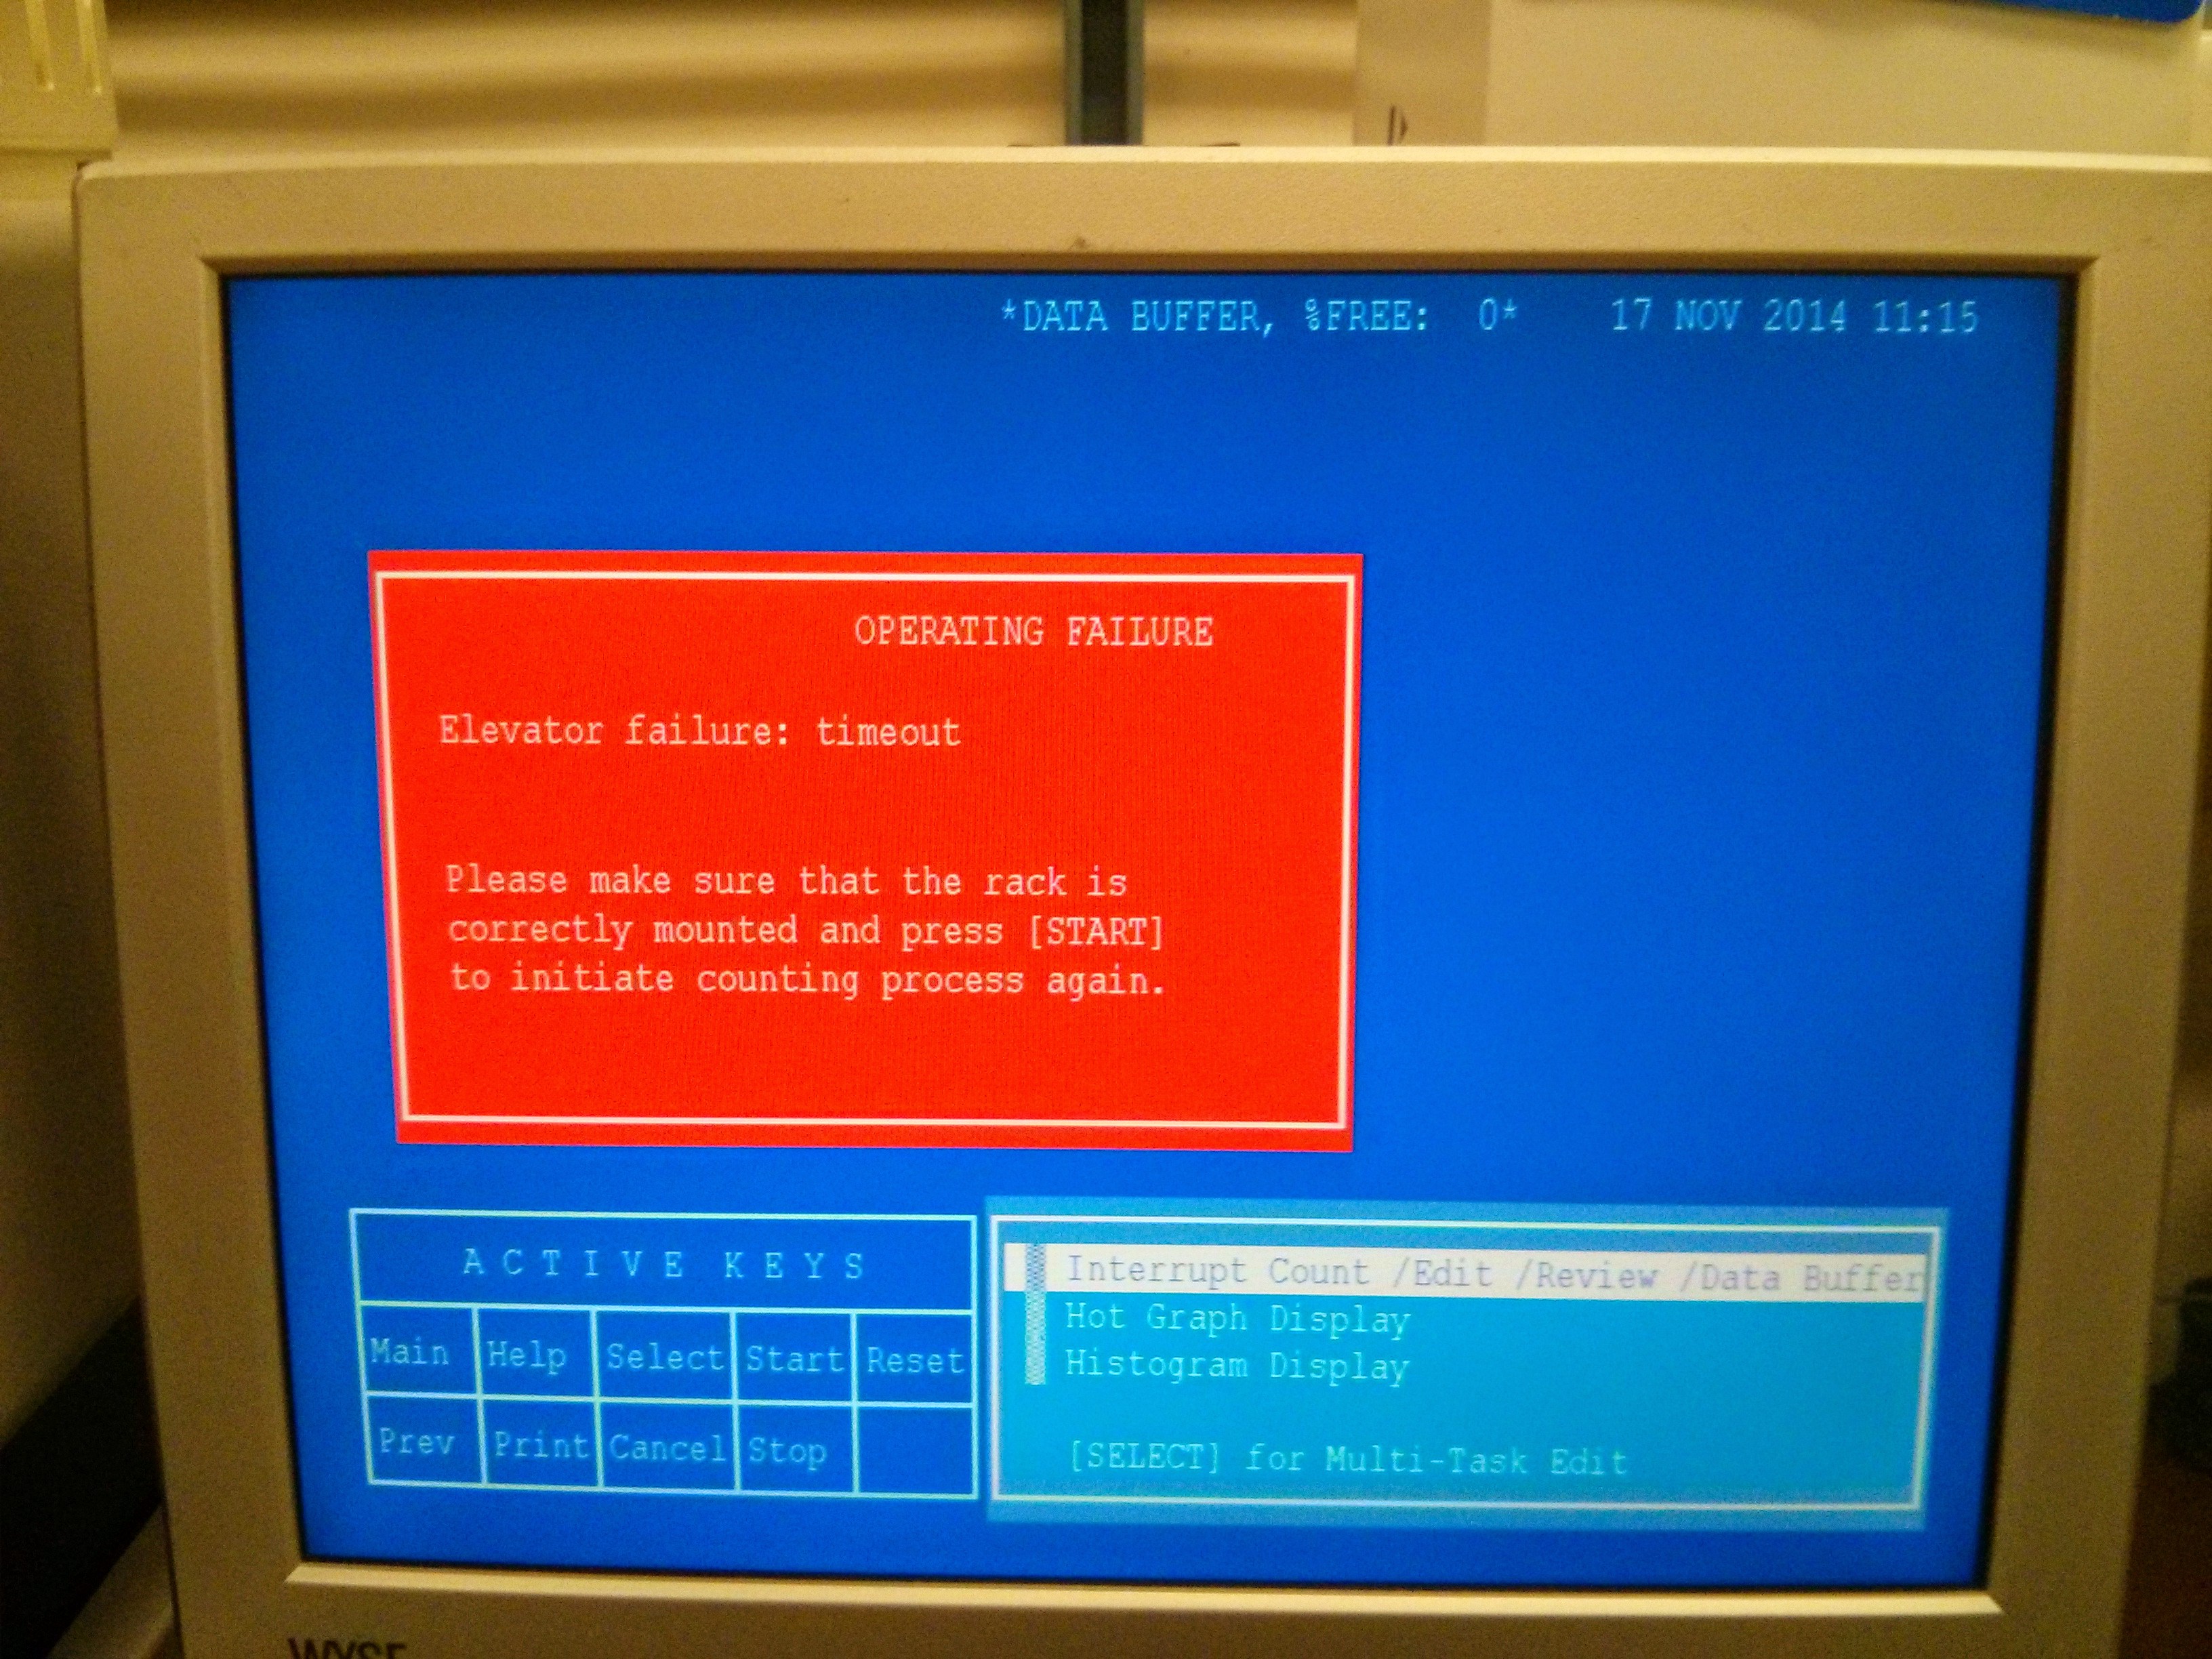 *DATA BUFFER, %FREE: 0* 17 NOV 2014 11:15
OPERATING FAILURE
Elevator failure: timeout
Please make sure that the rack is
correctly mounted and press [START]
to initiate counting process again.
ACTIVE KEYS
Main Help Select Start Reset
Prev Print Cancel Stop
Interrupt Count /Edit /Review /Data Buffer
Hot Graph Display
Histogram Display
[SELECT] for Multi-Task Edit
WYSE